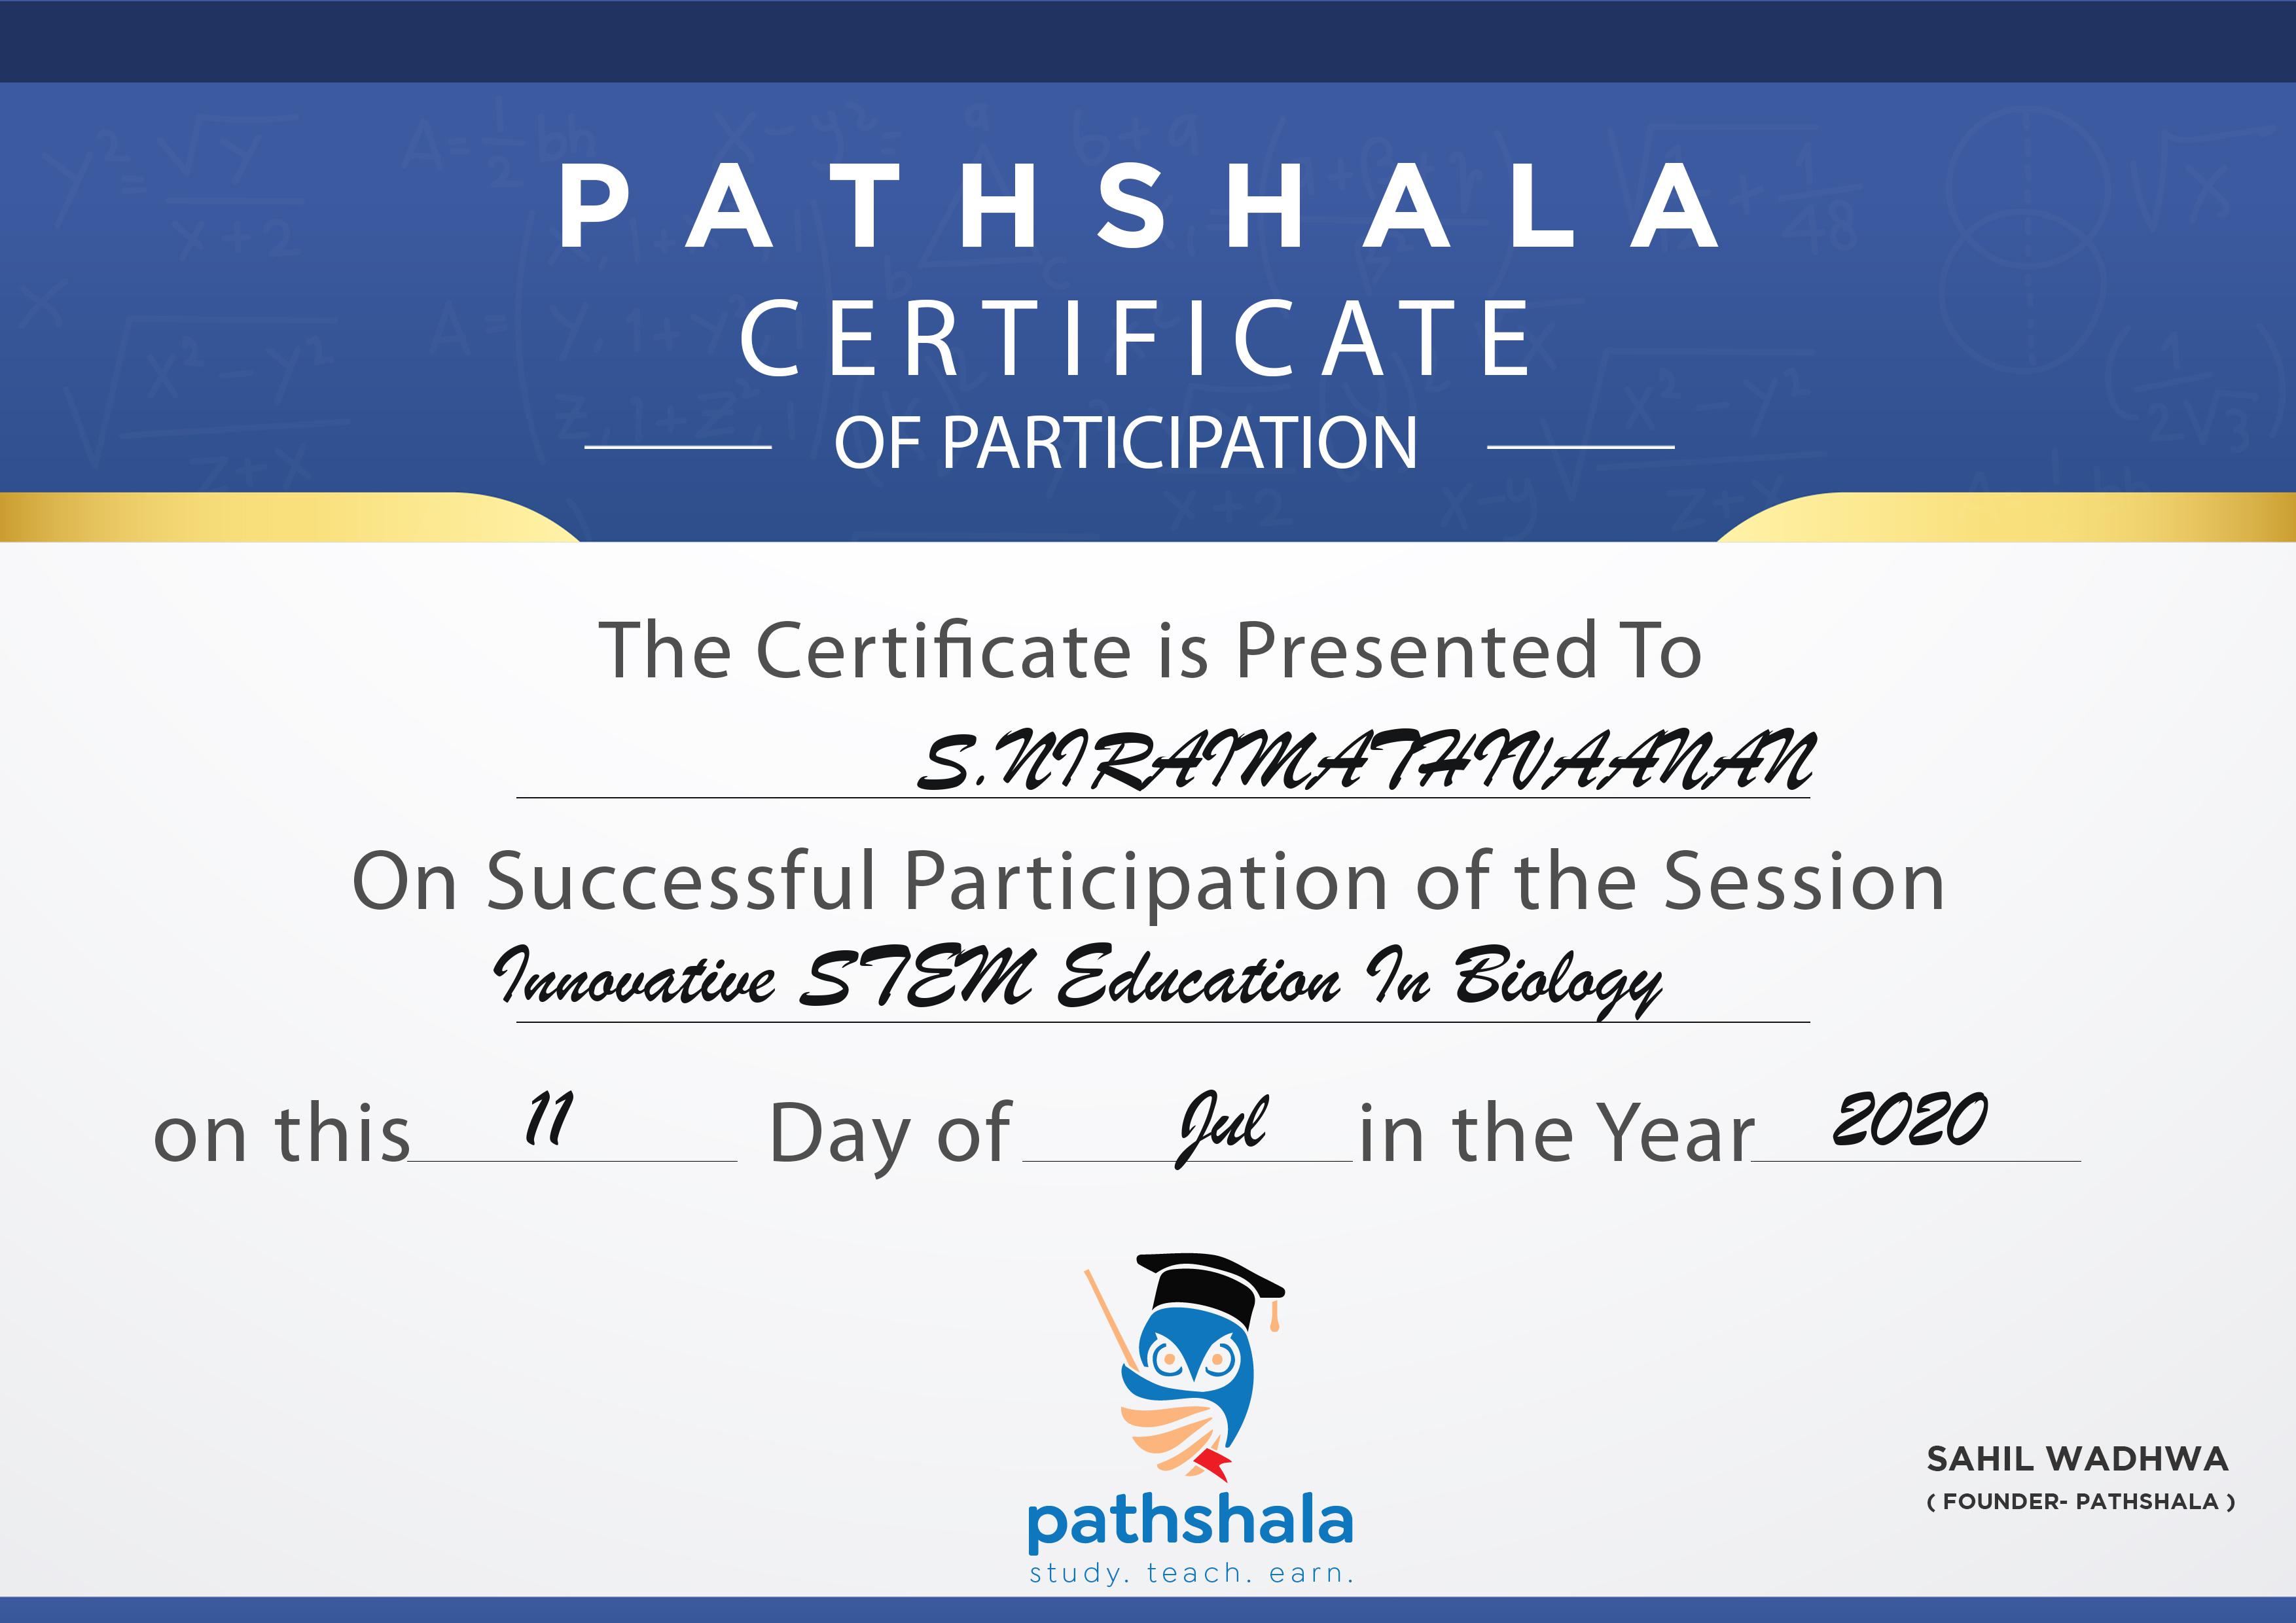 PATHSHALA
CERTIFICATE
OF PARTICIPATION
The Certificate is Presented To
S.NIRAIMATHIVAANAN
On Successful Participation of the Session
Innovative STEM Education In Biology
on this 11 Day of Jul in the Year 2020
pathshala
study. teach. earn.
SAHIL WADHWA
( FOUNDER- PATHSHALA )